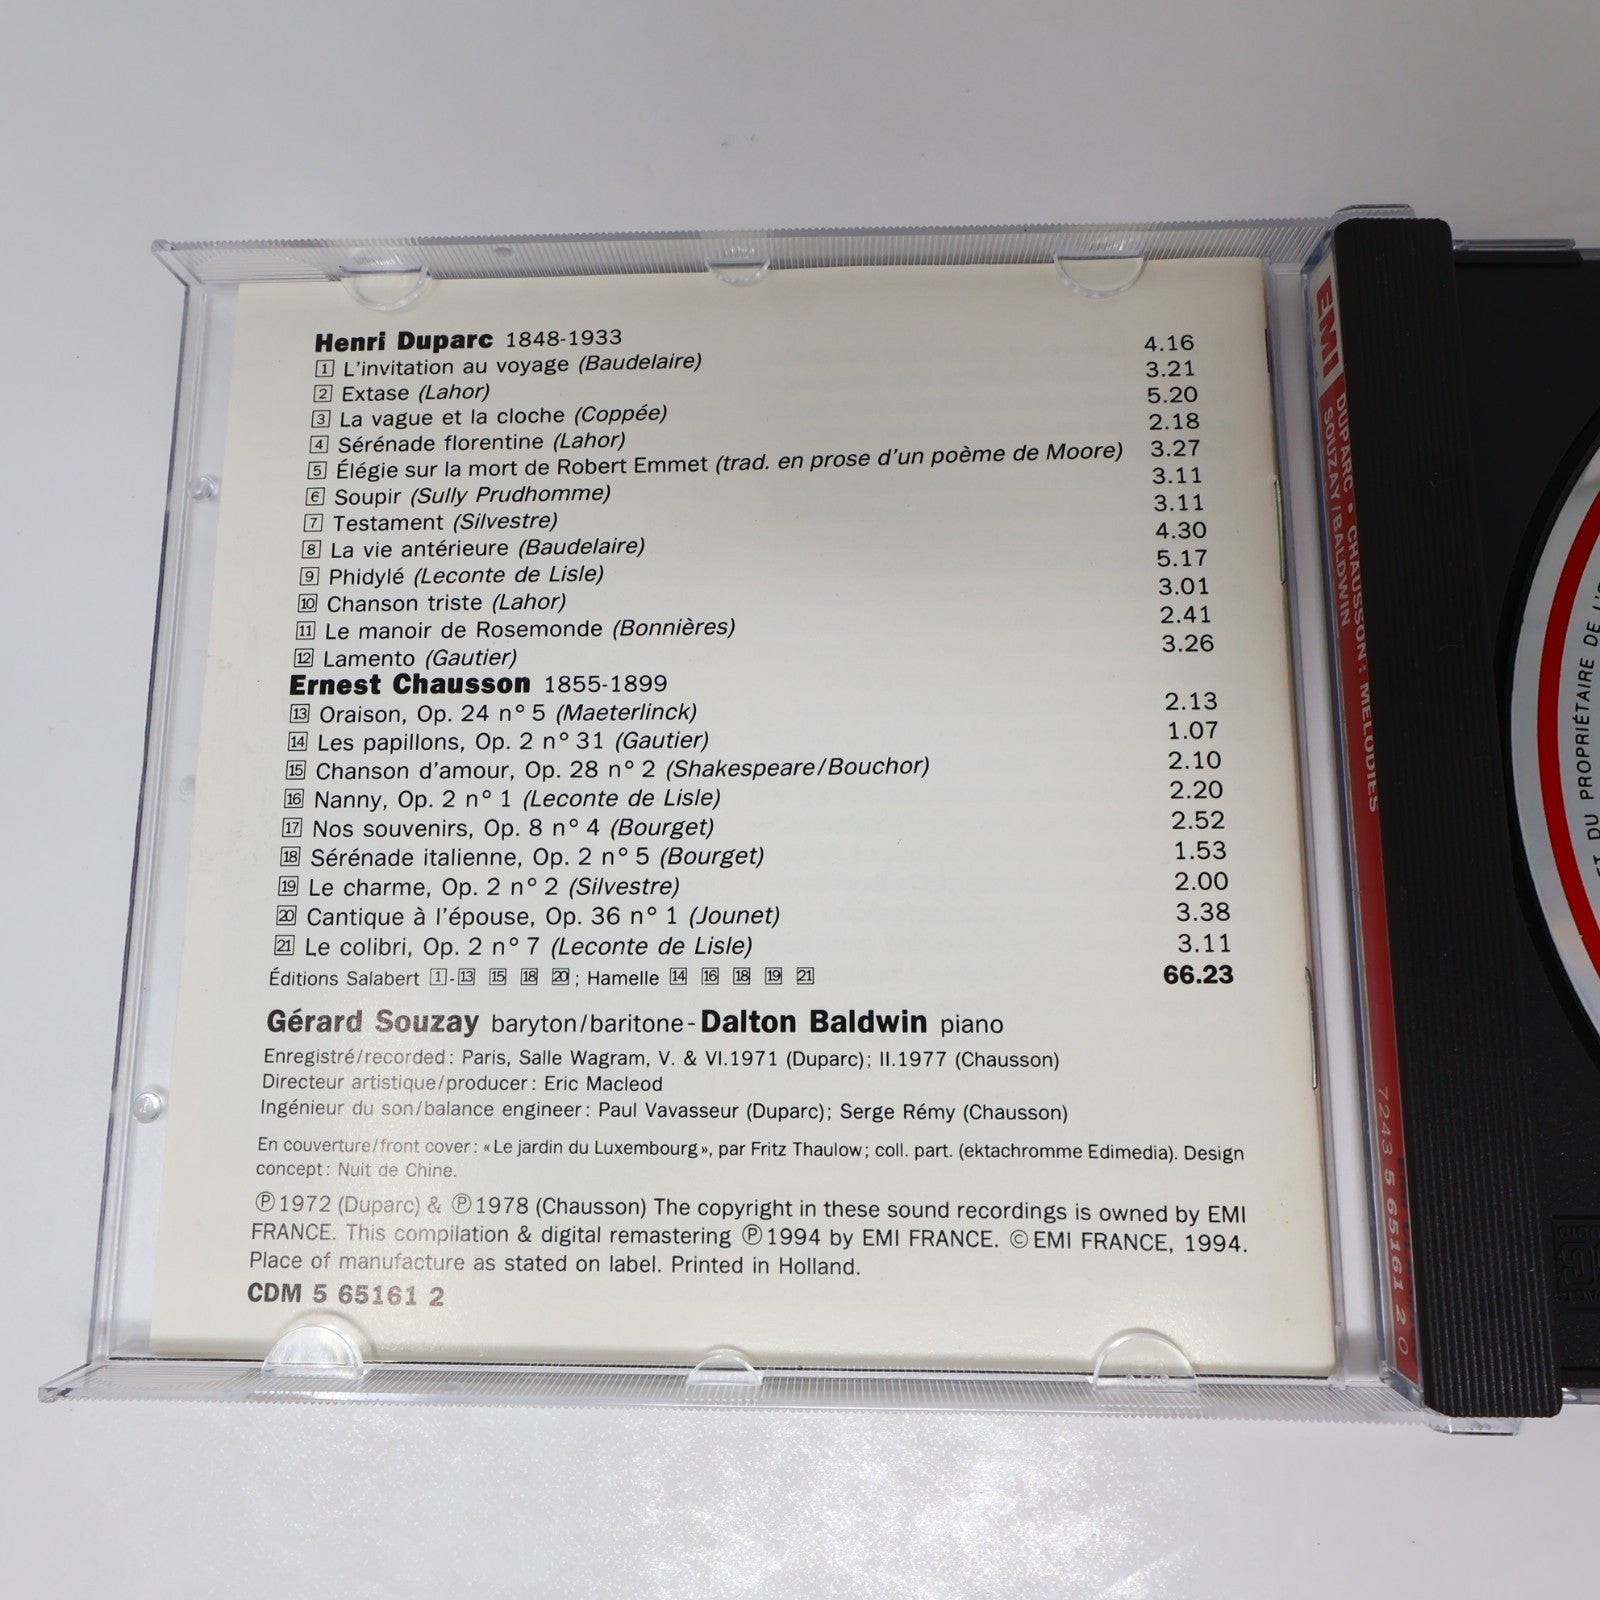 Henri Duparc 1848-1933
1 L'invitation au voyage (Baudelaire) 4.16
2 Extase (Lahor) 3.21
3 La vague et la cloche (Coppée) 5.20
4 Sérénade florentine (Lahor) 2.18
5 Élégie sur la mort de Robert Emmet (trad. en prose d'un poème de Moore) 3.27
6 Soupir (Sully Prudhomme) 3.11
7 Testament (Silvestre) 3.11
8 La vie antérieure (Baudelaire) 4.30
9 Phidylé (Leconte de Lisle) 5.17
10 Chanson triste (Lahor) 3.01
11 Le manoir de Rosemonde (Bonnières) 2.41
12 Lamento (Gautier) 3.26
Ernest Chausson 1855-1899
13 Oraison, Op. 24 n° 5 (Maeterlinck) 2.13
14 Les papillons, Op. 2 n° 31 (Gautier) 1.07
15 Chanson d'amour, Op. 28 n° 2 (Shakespeare/Bouchor) 2.10
16 Nanny, Op. 2 n° 1 (Leconte de Lisle) 2.20
17 Nos souvenirs, Op. 8 n° 4 (Bourget) 2.52
18 Sérénade italienne, Op. 2 n° 5 (Bourget) 1.53
19 Le charme, Op. 2 n° 2 (Silvestre) 2.00
20 Cantique à l'épouse, Op. 36 n° 1 (Jounet) 3.38
21 Le colibri, Op. 2 n° 7 (Leconte de Lisle) 3.11
Éditions Salabert 1-13 15 18 20; Hamelle 14 16 18 19 21 66.23
Gérard Souzay baryton/baritone-Dalton Baldwin piano
Enregistré/recorded: Paris, Salle Wagram, V. & VI.1971 (Duparc); II.1977 (Chausson)
Directeur artistique/producer: Eric Macleod
Ingénieur du son/balance engineer: Paul Vavasseur (Duparc); Serge Rémy (Chausson)
En couverture/front cover: «Le jardin du Luxembourg», par Fritz Thaulow; coll. part. (ektachromme Edimedia). Design
concept: Nuit de Chine.
Ⓟ1972 (Duparc) & Ⓟ1978 (Chausson) The copyright in these sound recordings is owned by EMI
FRANCE. This compilation & digital remastering Ⓟ1994 by EMI FRANCE. ©EMI FRANCE, 1994.
Place of manufacture as stated on label. Printed in Holland.
CDM 5 65161 2
EMI
DUPARC • CHAUSSON: MELODIES
SOUZAY/BALDWIN
7243 5 65161 2 0
ET DU PROPRIÉTAIRE DE